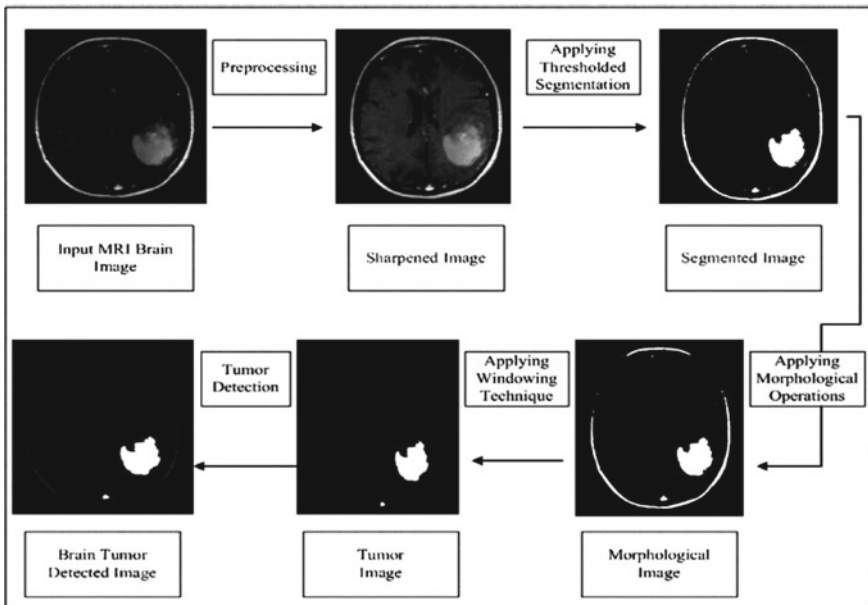 Preprocessing
Applying
Thresholded
Segmentation
Input MRI Brain
Image
Sharpened Image
Segmented Image
Tumor
Detection
Applying
Windowing
Technique
Applying
Morphological
Operations
Brain Tumor
Detected Image
Tumor
Image
Morphological
Image